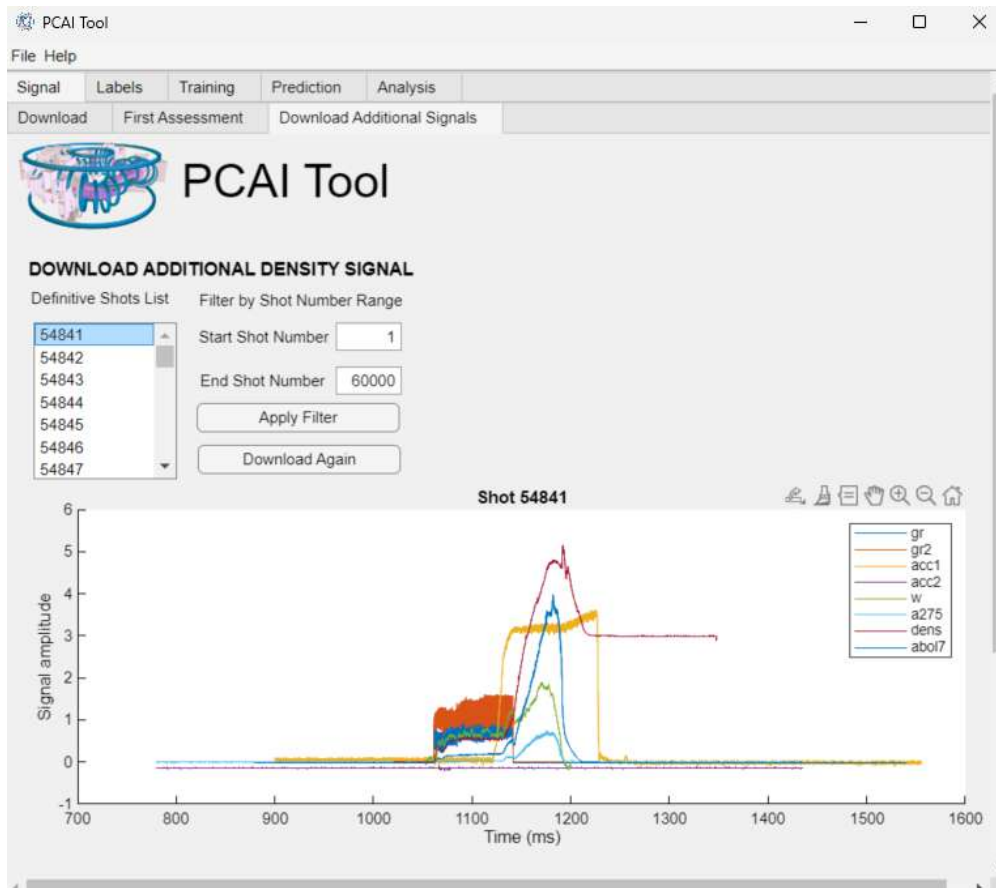 PCAI Tool
File Help
Signal Labels Training Prediction Analysis
Download First Assessment Download Additional Signals
PCAI Tool
DOWNLOAD ADDITIONAL DENSITY SIGNAL
Definitive Shots List Filter by Shot Number Range
54841
54842
54843
54844
54845
54846
54847
Start Shot Number 1
End Shot Number 60000
Apply Filter
Download Again
Shot 54841
6
5
4
3
2
1
0
-1
Signal amplitude
gr
gr2
acc1
acc2
w
a275
dens
abol7
700 800 900 1000 1100 1200 1300 1400 1500 1600
Time (ms)